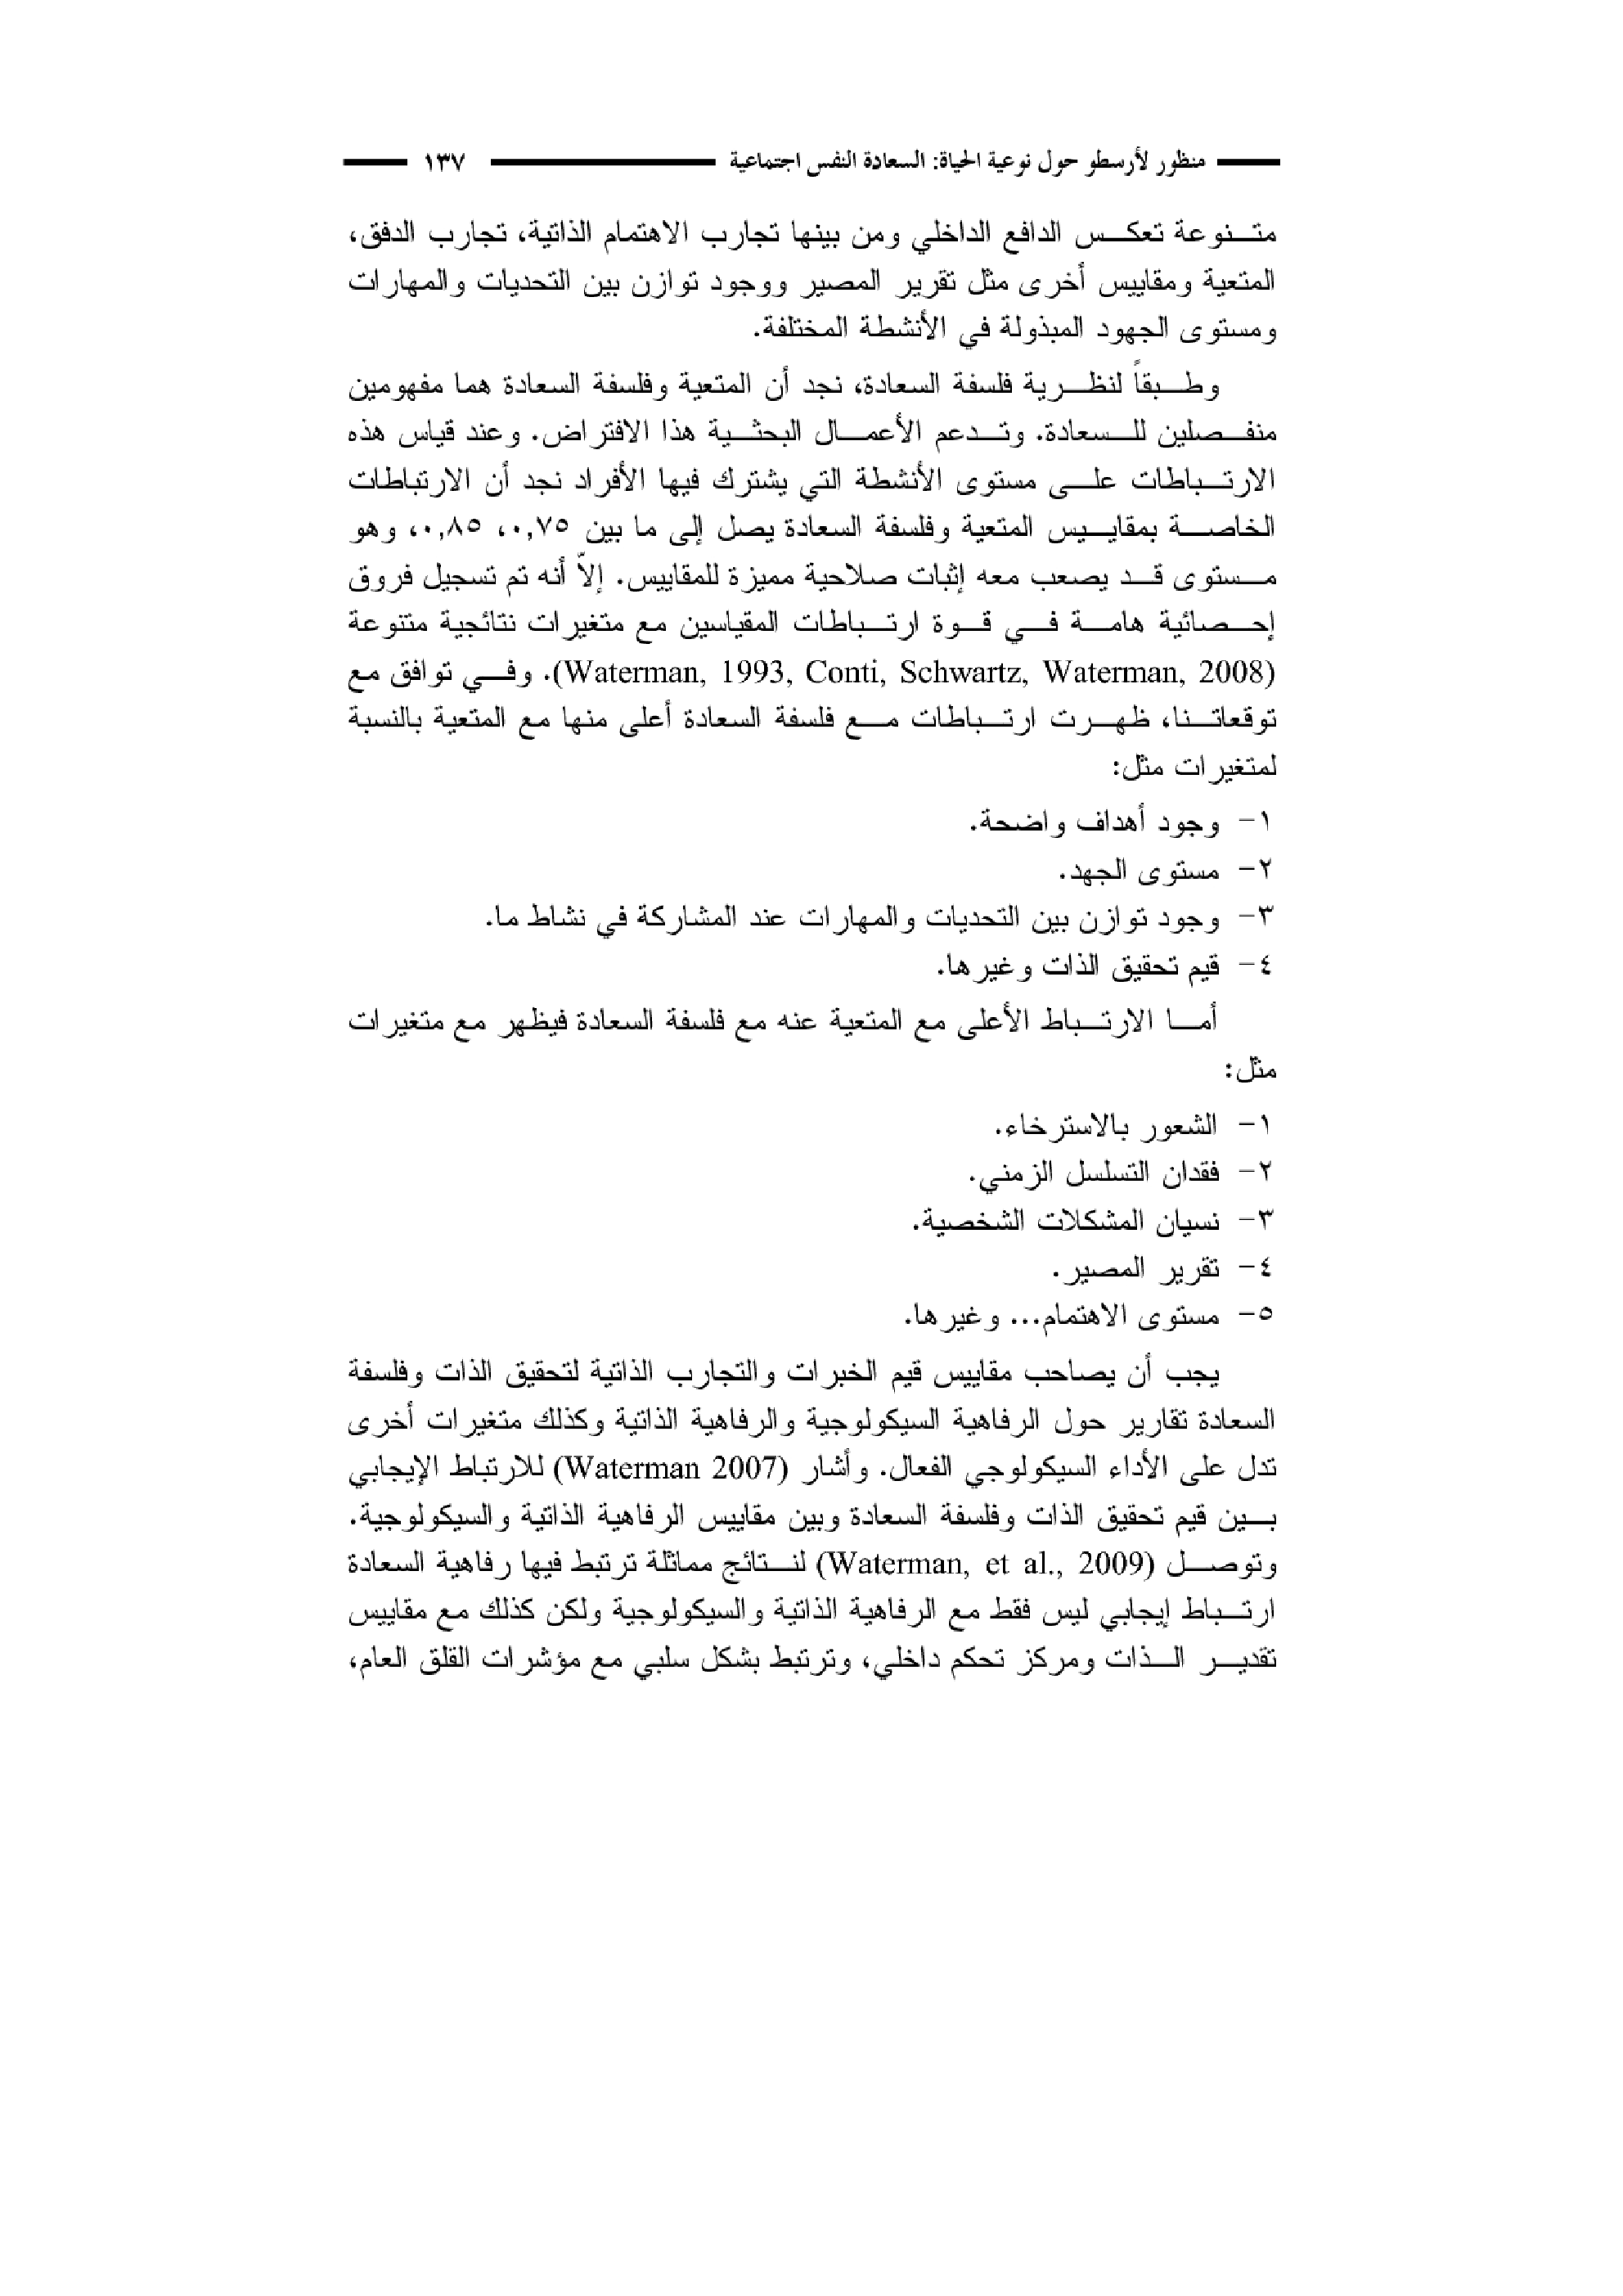 منظور لأرسطو حول نوعية الحياة: السعادة النفس اجتماعية ١٣٧
متنوعة تعكس الدافع الداخلي ومن بينها تجارب الاهتمام الذاتية، تجارب الدفق،
المتعية ومقاييس أخرى مثل تقرير المصير ووجود توازن بين التحديات والمهارات
ومستوى الجهود المبذولة في الأنشطة المختلفة.
وطبقاً لنظرية فلسفة السعادة، نجد أن المتعية وفلسفة السعادة هما مفهومين
منفصلين للسعادة. وتدعم الأعمال البحثية هذا الافتراض. وعند قياس هذه
الارتباطات على مستوى الأنشطة التي يشترك فيها الأفراد نجد أن الارتباطات
الخاصة بمقاييس المتعية وفلسفة السعادة يصل إلى ما بين ٠,٧٥، ٠,٨٥، وهو
مستوى قد يصعب معه إثبات صلاحية مميزة للمقاييس. إلاّ أنه تم تسجيل فروق
إحصائية هامة في قوة ارتباطات المقياسين مع متغيرات نتائجية متنوعة
(Waterman, 1993, Conti, Schwartz, Waterman, 2008). وفي توافق مع
توقعاتنا، ظهرت ارتباطات مع فلسفة السعادة أعلى منها مع المتعية بالنسبة
لمتغيرات مثل:
١- وجود أهداف واضحة.
٢- مستوى الجهد.
٣- وجود توازن بين التحديات والمهارات عند المشاركة في نشاط ما.
٤- قيم تحقيق الذات وغيرها.
أما الارتباط الأعلى مع المتعية عنه مع فلسفة السعادة فيظهر مع متغيرات
مثل:
١- الشعور بالاسترخاء.
٢- فقدان التسلسل الزمني.
٣- نسيان المشكلات الشخصية.
٤- تقرير المصير.
٥- مستوى الاهتمام... وغيرها.
يجب أن يصاحب مقاييس قيم الخبرات والتجارب الذاتية لتحقيق الذات وفلسفة
السعادة تقارير حول الرفاهية السيكولوجية والرفاهية الذاتية وكذلك متغيرات أخرى
تدل على الأداء السيكولوجي الفعال. وأشار (Waterman 2007) للارتباط الإيجابي
بين قيم تحقيق الذات وفلسفة السعادة وبين مقاييس الرفاهية الذاتية والسيكولوجية.
وتوصل (Waterman, et al., 2009) لنتائج مماثلة ترتبط فيها رفاهية السعادة
ارتباط إيجابي ليس فقط مع الرفاهية الذاتية والسيكولوجية ولكن كذلك مع مقاييس
تقدير الذات ومركز تحكم داخلي، وترتبط بشكل سلبي مع مؤشرات القلق العام،